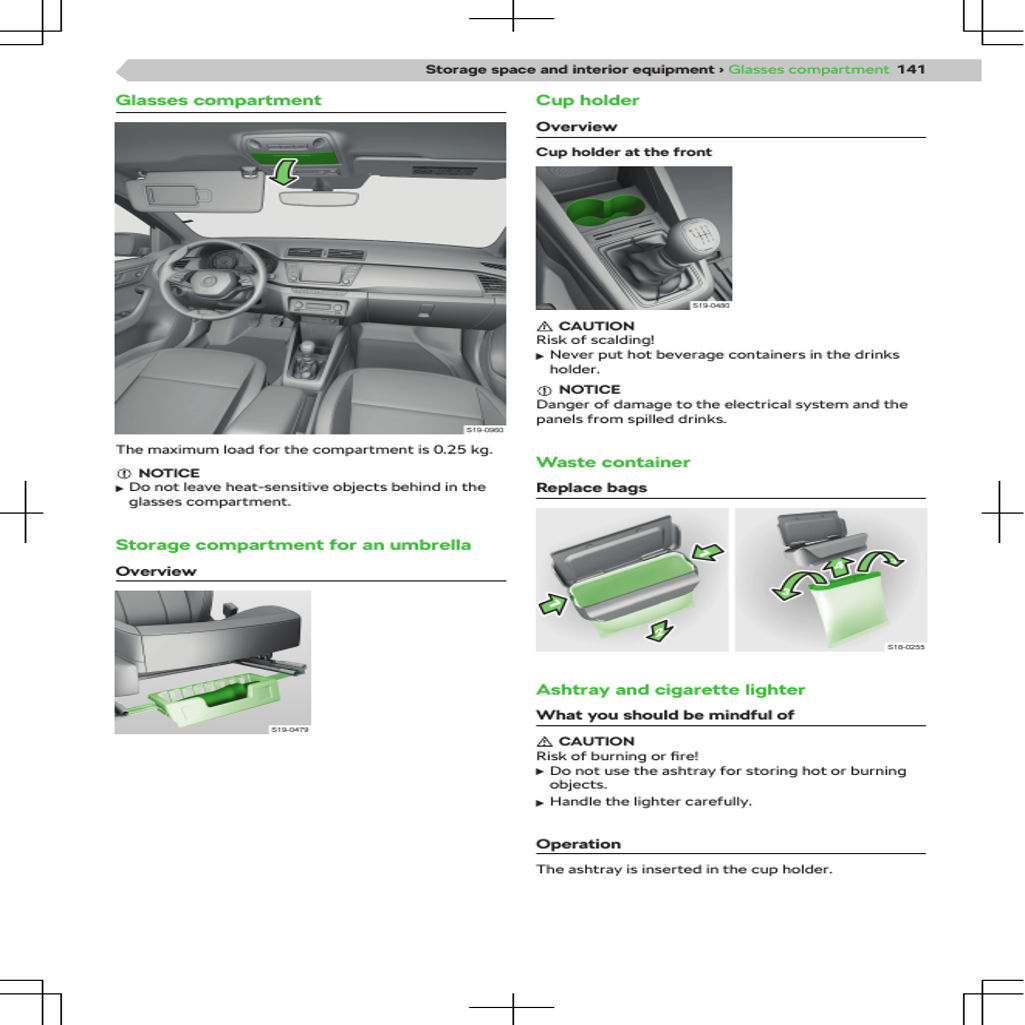 Storage space and interior equipment › Glasses compartment 141
Glasses compartment
S19-0960
The maximum load for the compartment is 0.25 kg.
NOTICE
▶ Do not leave heat-sensitive objects behind in the
glasses compartment.
Storage compartment for an umbrella
Overview
S19-0479
Cup holder
Overview
Cup holder at the front
S19-0480
CAUTION
Risk of scalding!
▶ Never put hot beverage containers in the drinks
holder.
NOTICE
Danger of damage to the electrical system and the
panels from spilled drinks.
Waste container
Replace bags
1
1
2
3
4
3
S18-0255
Ashtray and cigarette lighter
What you should be mindful of
CAUTION
Risk of burning or fire!
▶ Do not use the ashtray for storing hot or burning
objects.
▶ Handle the lighter carefully.
Operation
The ashtray is inserted in the cup holder.